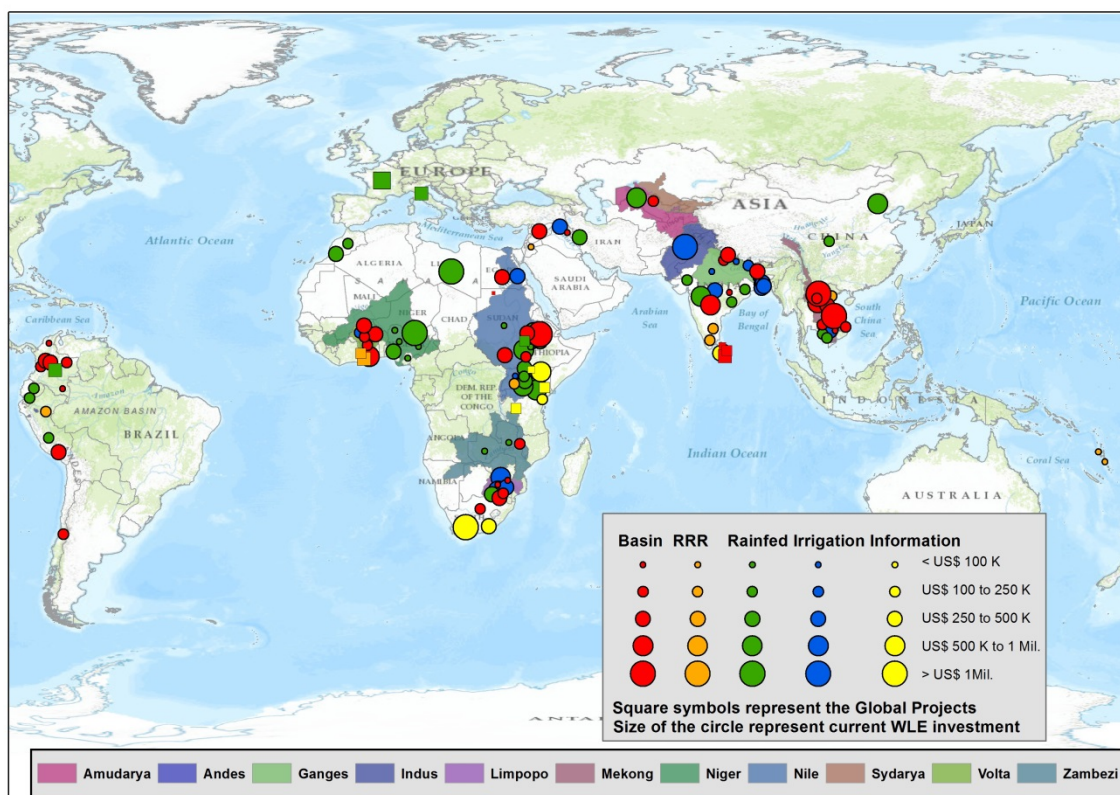 EUROPE
ASIA
Atlantic Ocean
Mediterranean Sea
IRAN
CHINA
JAPAN
ALGERIA
SAUDI
ARABIA
Pacific Ocean
MALI
NIGER
CHAD
SUDAN
Arabian
Sea
Bay of
Bengal
South
China
Sea
Caribbean Sea
ETHIOPIA
DEM. REP.
OF THE
CONGO
Congo
Amazon
AMAZON BASIN
BRAZIL
INDONESIA
ANGOLA
NAMIBIA
Indian Ocean
Coral Sea
AUSTRALIA
ANDES
Basin RRR Rainfed Irrigation Information
< US$ 100 K
US$ 100 to 250 K
US$ 250 to 500 K
US$ 500 K to 1 Mil.
> US$ 1Mil.
Square symbols represent the Global Projects
Size of the circle represent current WLE investment
Amudarya Andes Ganges Indus Limpopo Mekong Niger Nile Sydarya Volta Zambezi